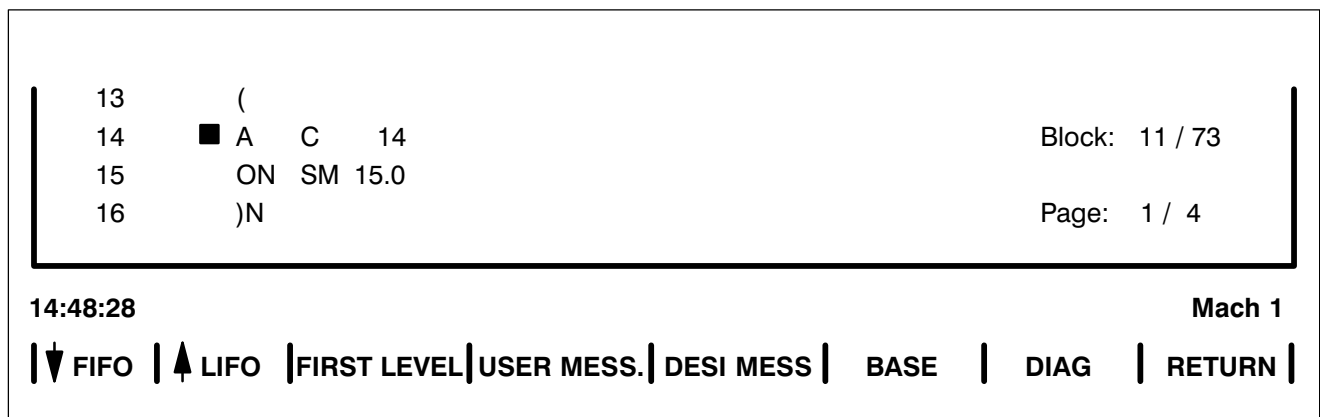 13 (
14 ■ A C 14 Block: 11 / 73
15 ON SM 15.0
16 )N Page: 1 / 4
14:48:28 Mach 1
FIFO LIFO FIRST LEVEL USER MESS. DESI MESS BASE DIAG RETURN